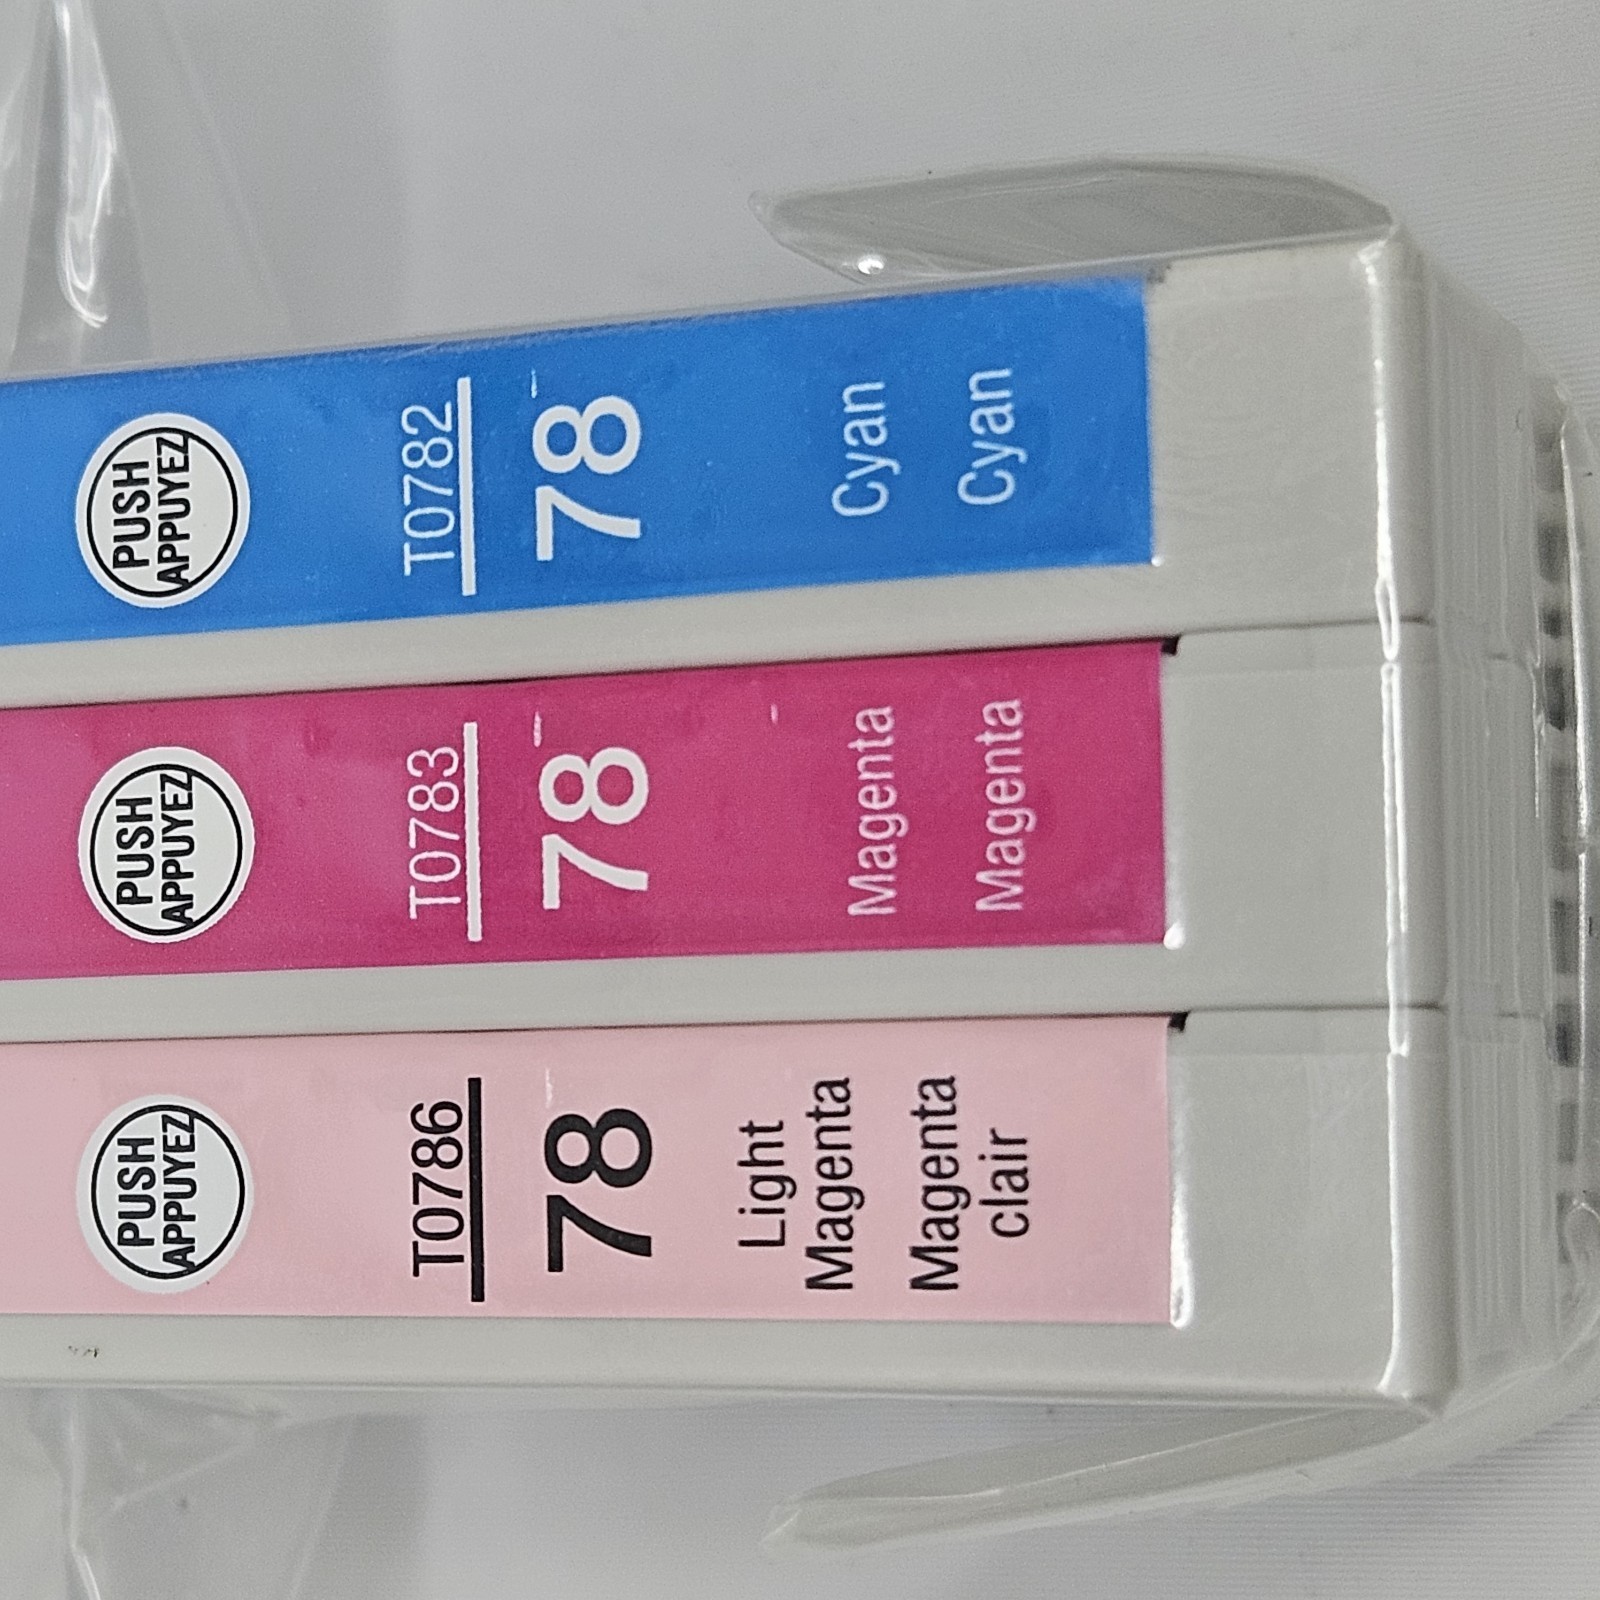 PUSH
APPUYEZ
T0782
78
Cyan
Cyan
PUSH
APPUYEZ
T0783
78
Magenta
Magenta
PUSH
APPUYEZ
T0786
78
Light
Magenta
Magenta
clair